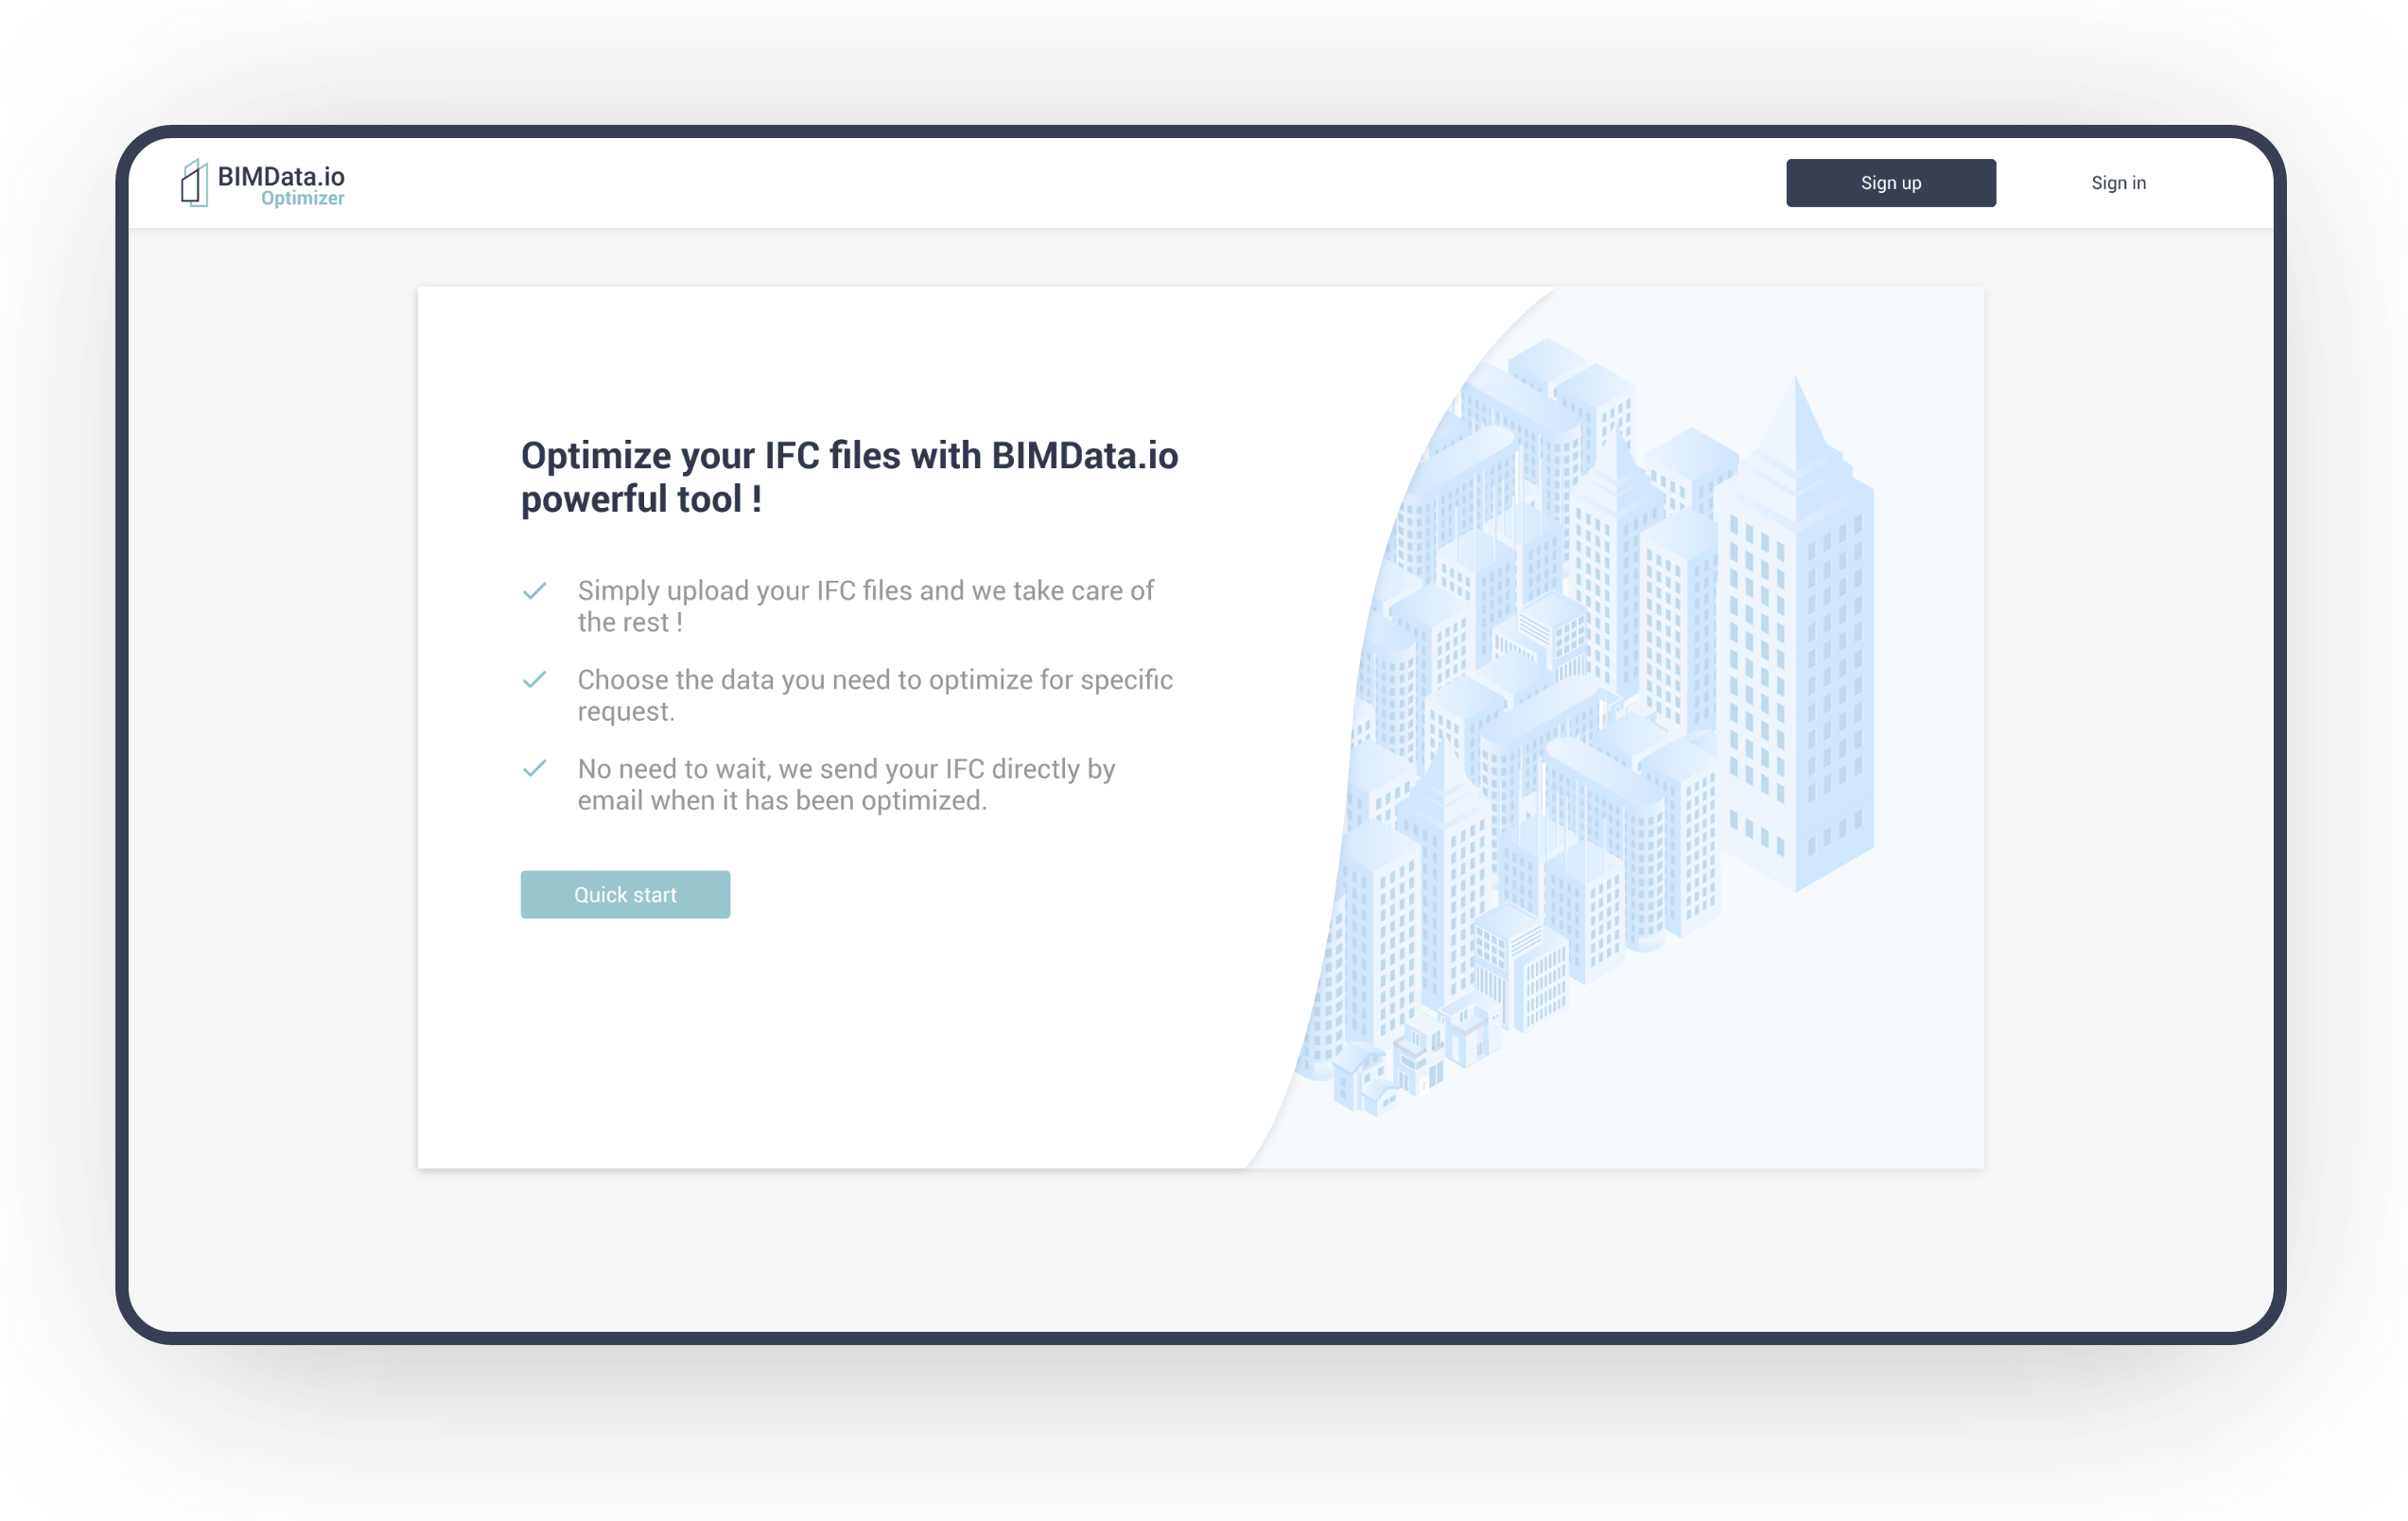 BIMData.io
Optimizer
Sign up
Sign in
Optimize your IFC files with BIMData.io
powerful tool !
Simply upload your IFC files and we take care of
the rest !
Choose the data you need to optimize for specific
request.
No need to wait, we send your IFC directly by
email when it has been optimized.
Quick start